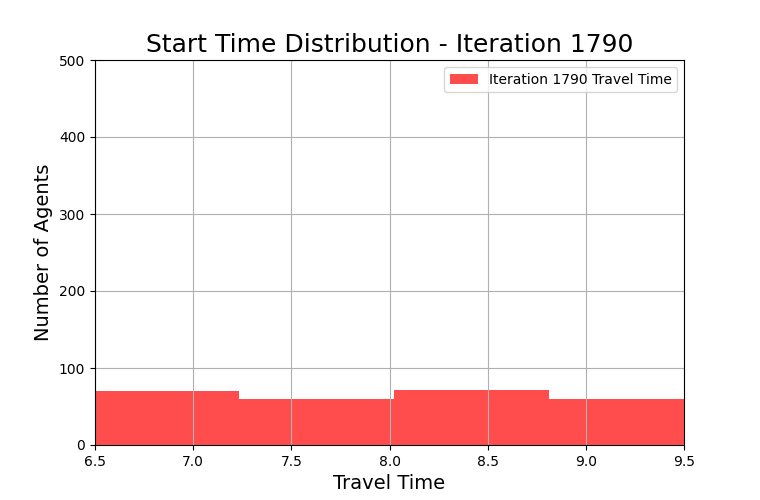 Start Time Distribution - Iteration 1790
Iteration 1790 Travel Time
Number of Agents
500
400
300
200
100
0
6.5 7.0 7.5 8.0 8.5 9.0 9.5
Travel Time